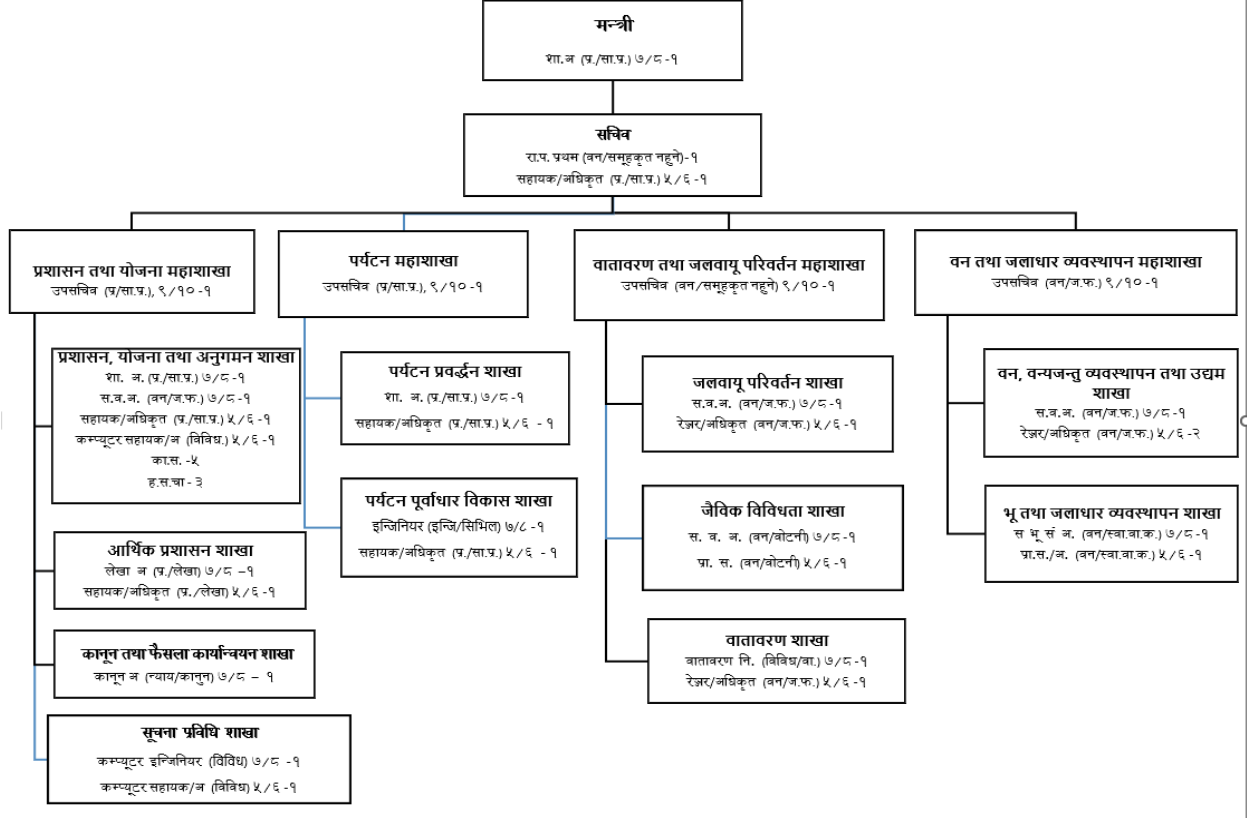 मन्त्री
शा.अ (प्र./सा.प्र.) ७/८ -१
सचिव
रा.प. प्रथम (वन/समूहकृत नहुने)- १
सहायक/अधिकृत (प्र./सा.प्र.) ५/६ -१
प्रशासन तथा योजना महाशाखा
उपसचिव (प्र/सा.प्र.), ९/१० -१
पर्यटन महाशाखा
उपसचिव (प्र/सा.प्र.), ९/१० -१
वातावरण तथा जलवायू परिवर्तन महाशाखा
उपसचिव (वन/समूहकृत नहुने) ९/१० -१
वन तथा जलाधार व्यवस्थापन महाशाखा
उपसचिव (वन/ज.फ.) ९/१० -१
प्रशासन, योजना तथा अनुगमन शाखा
शा. अ. (प्र./सा.प्र.) ७/८ -१
स.व.अ. (वन/ज.फ.) ७/८ -१
सहायक/अधिकृत (प्र./सा.प्र.) ५/६ -१
कम्प्यूटर सहायक/अ (विविध.) ५/६ -१
का.स. -५
ह.स.चा - ३
आर्थिक प्रशासन शाखा
लेखा अ (प्र./लेखा) ७/८ –१
सहायक/अधिकृत (प्र./लेखा) ५/६ -१
कानून तथा फैसला कार्यान्वयन शाखा
कानून अ (न्याय/कानुन) ७/८ – १
सूचना प्रविधि शाखा
कम्प्यूटर इन्जिनियर (विविध) ७/८ -१
कम्प्यूटर सहायक/अ (विविध) ५/६ -१
पर्यटन प्रवर्द्धन शाखा
शा. अ. (प्र./सा.प्र.) ७/८ -१
सहायक/अधिकृत (प्र./सा.प्र.) ५/६ - १
पर्यटन पूर्वाधार विकास शाखा
इन्जिनियर (इन्जि/सिभिल) ७/८ -१
सहायक/अधिकृत (प्र./सा.प्र.) ५/६ - १
जलवायू परिवर्तन शाखा
स.व.अ. (वन/ज.फ.) ७/८ -१
रेञ्जर/अधिकृत (वन/ज.फ.) ५/६ -१
जैविक विविधता शाखा
स. व. अ. (वन/वोटनी) ७/८ -१
प्रा. स. (वन/वोटनी) ५/६ -१
वातावरण शाखा
वातावरण नि. (विविध/वा.) ७/८ -१
रेञ्जर/अधिकृत (वन/ज.फ.) ५/६ -१
वन, वन्यजन्तु व्यवस्थापन तथा उद्यम
शाखा
स.व.अ. (वन/ज.फ.) ७/८ -१
रेञ्जर/अधिकृत (वन/ज.फ.) ५/६ -२
भू तथा जलाधार व्यवस्थापन शाखा
स भू सं अ. (वन/स्वा.वा.क.) ७/८ -१
प्रा.स./अ. (वन/स्वा.वा.क.) ५/६ -१